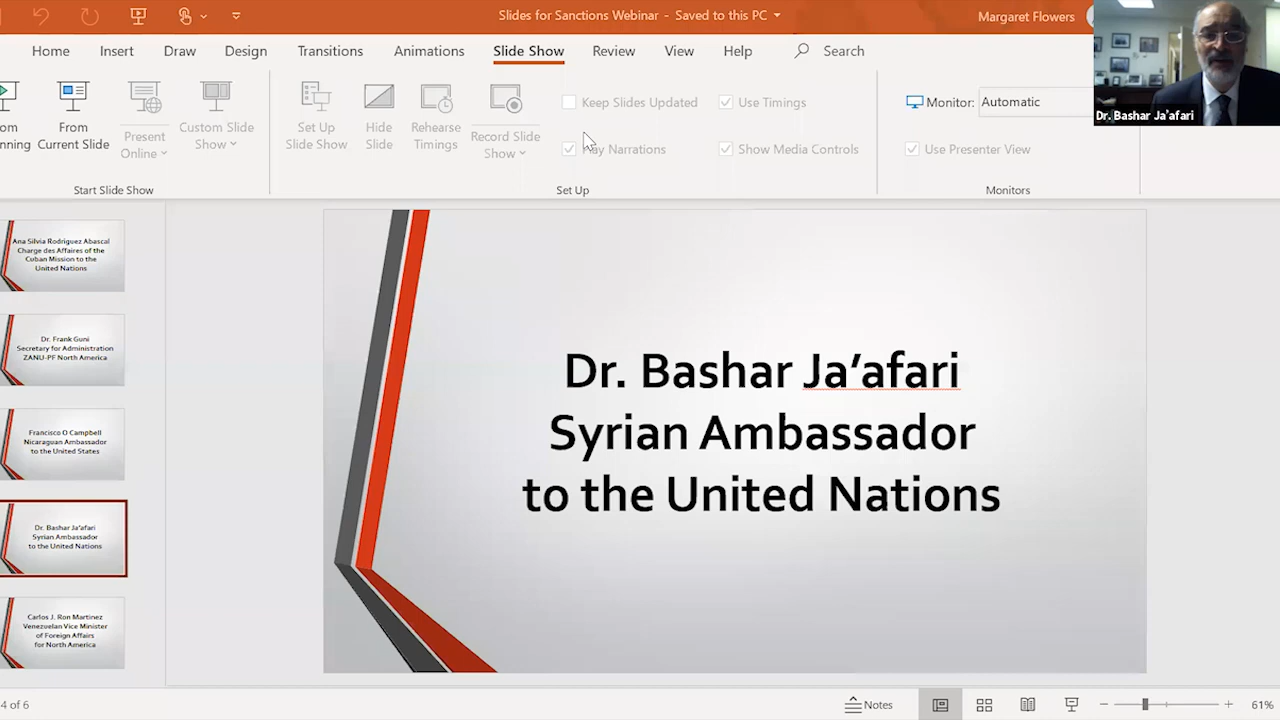 Slides for Sanctions Webinar - Saved to this PC
Margaret Flowers
Home Insert Draw Design Transitions Animations Slide Show Review View Help Search
From
Current Slide
Present
Online
Custom Slide
Show
Set Up
Slide Show
Hide
Slide
Rehearse
Timings
Record Slide
Show
Keep Slides Updated
Use Timings
Narrations
Show Media Controls
Monitor: Automatic
Use Presenter View
Start Slide Show
Set Up
Monitors
Dr. Bashar Ja'afari
Ana Silvia Rodriguez Abascal
Charge des Affaires of the
Cuban Mission to the
United Nations
Dr. Frank Guni
Secretary for Administration
ZANU-PF North America
Francisco O Campbell
Nicaraguan Ambassador
to the United States
Dr. Bashar Ja'afari
Syrian Ambassador
to the United Nations
Carlos J. Ron Martinez
Venezuelan Vice Minister
of Foreign Affairs
for North America
Dr. Bashar Ja’afari
Syrian Ambassador
to the United Nations
4 of 6
Notes
61%